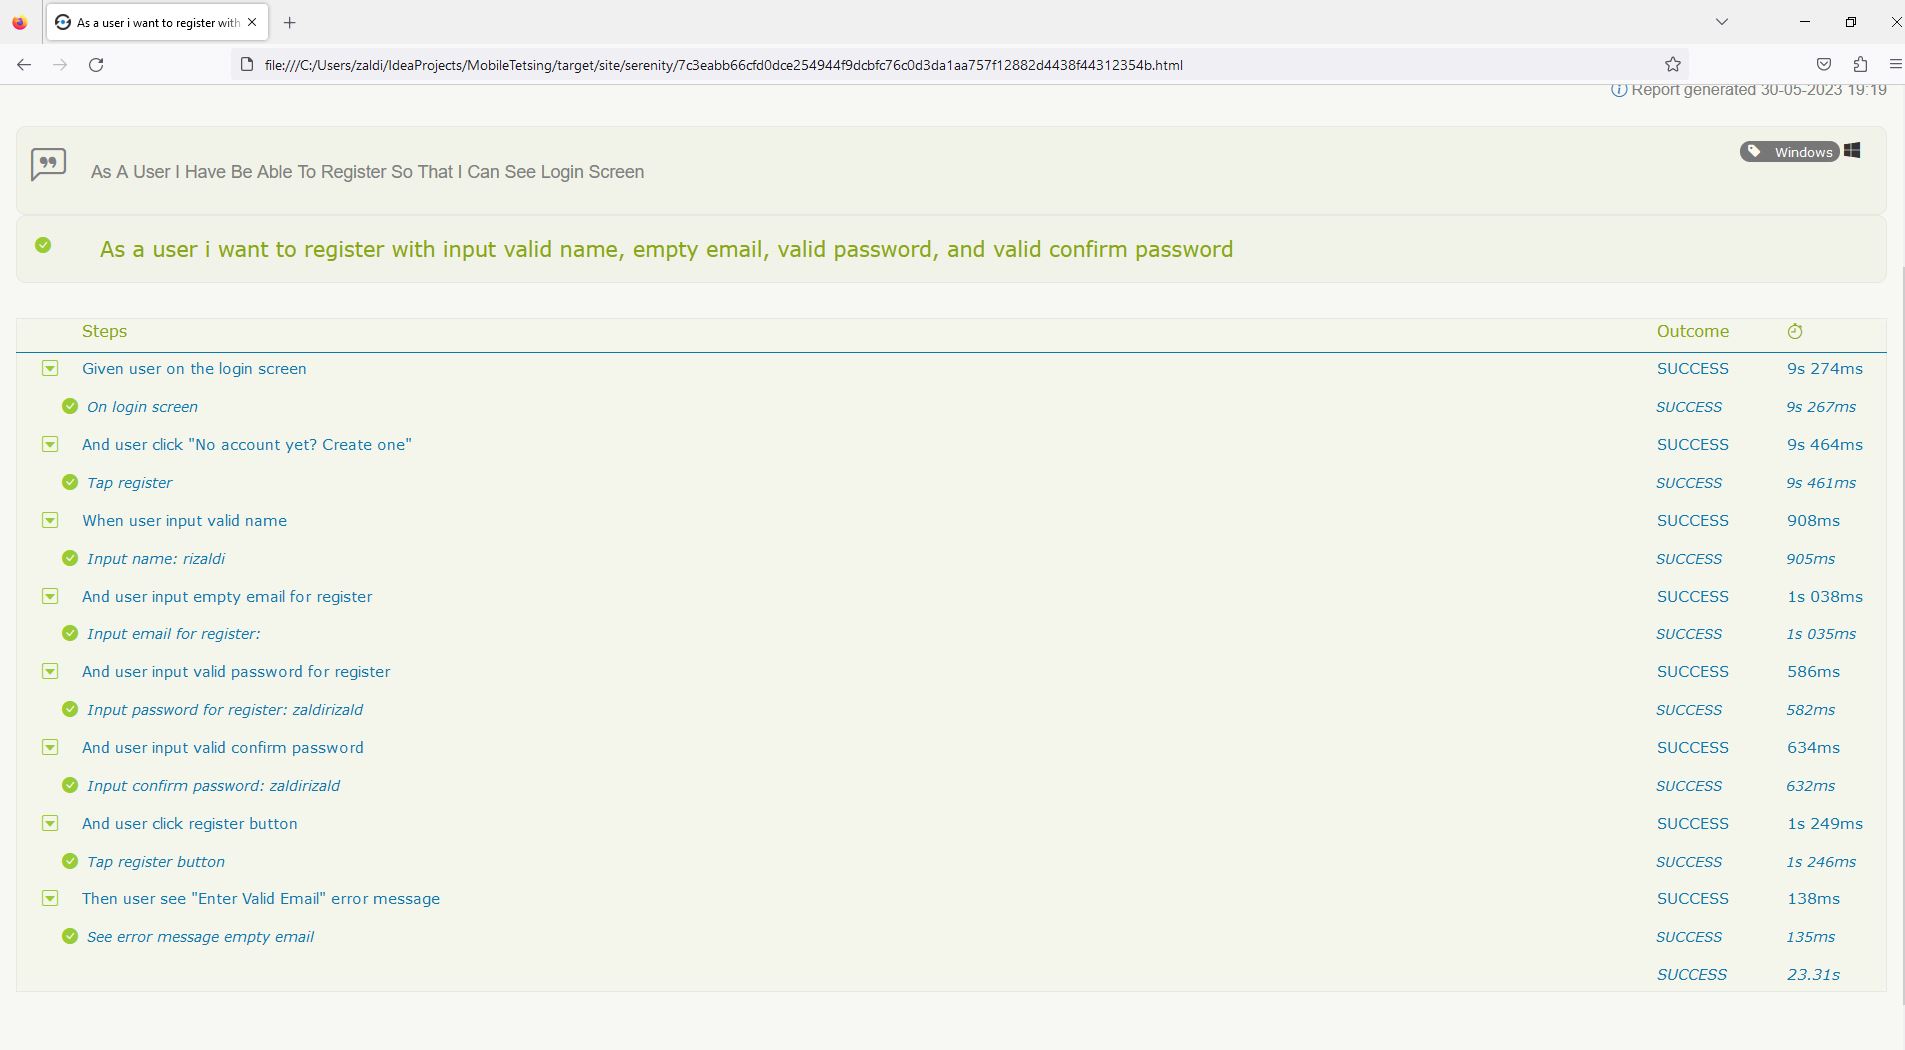 As a user i want to register with
file:///C:/Users/zaldi/IdeaProjects/MobileTetsing/target/site/serenity/7c3eabb66cfd0dce254944f9dcbfc76c0d3da1aa757f12882d4438f44312354b.html
Report generated 30-05-2023 19:19
Windows
As A User I Have Be Able To Register So That I Can See Login Screen
As a user i want to register with input valid name, empty email, valid password, and valid confirm password
Steps Outcome
Given user on the login screen SUCCESS 9s 274ms
On login screen SUCCESS 9s 267ms
And user click "No account yet? Create one" SUCCESS 9s 464ms
Tap register SUCCESS 9s 461ms
When user input valid name SUCCESS 908ms
Input name: rizaldi SUCCESS 905ms
And user input empty email for register SUCCESS 1s 038ms
Input email for register: SUCCESS 1s 035ms
And user input valid password for register SUCCESS 586ms
Input password for register: zaldirizald SUCCESS 582ms
And user input valid confirm password SUCCESS 634ms
Input confirm password: zaldirizald SUCCESS 632ms
And user click register button SUCCESS 1s 249ms
Tap register button SUCCESS 1s 246ms
Then user see "Enter Valid Email" error message SUCCESS 138ms
See error message empty email SUCCESS 135ms
SUCCESS 23.31s